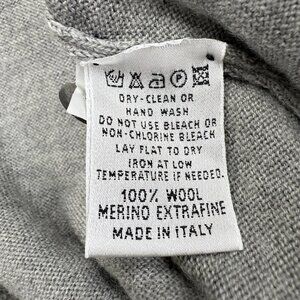 DRY-CLEAN OR
HAND WASH
DO NOT USE BLEACH OR
NON-CHLORINE BLEACH
LAY FLAT TO DRY
IRON AT LOW
TEMPERATURE IF NEEDED.
100% WOOL
MERINO EXTRAFINE
MADE IN ITALY